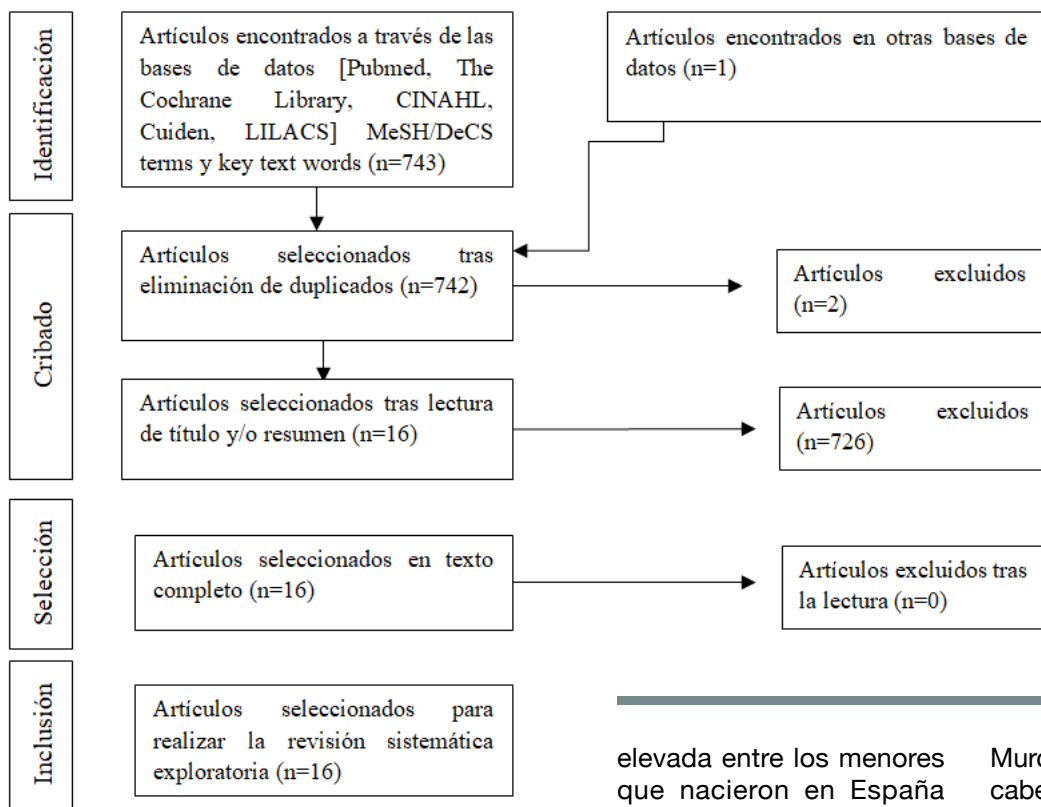 Identificación
Artículos encontrados a través de las
bases de datos [Pubmed, The
Cochrane Library, CINAHL,
Cuiden, LILACS] MeSH/DeCS
terms y key text words (n=743)
Artículos encontrados en otras bases de
datos (n=1)
Cribado
Artículos seleccionados tras
eliminación de duplicados (n=742)
Artículos excluidos
(n=2)
Artículos seleccionados tras lectura
de título y/o resumen (n=16)
Artículos excluidos
(n=726)
Selección
Artículos seleccionados en texto
completo (n=16)
Artículos excluidos tras
la lectura (n=0)
Inclusión
Artículos seleccionados para
realizar la revisión sistemática
exploratoria (n=16)
elevada entre los menores
que nacieron en España